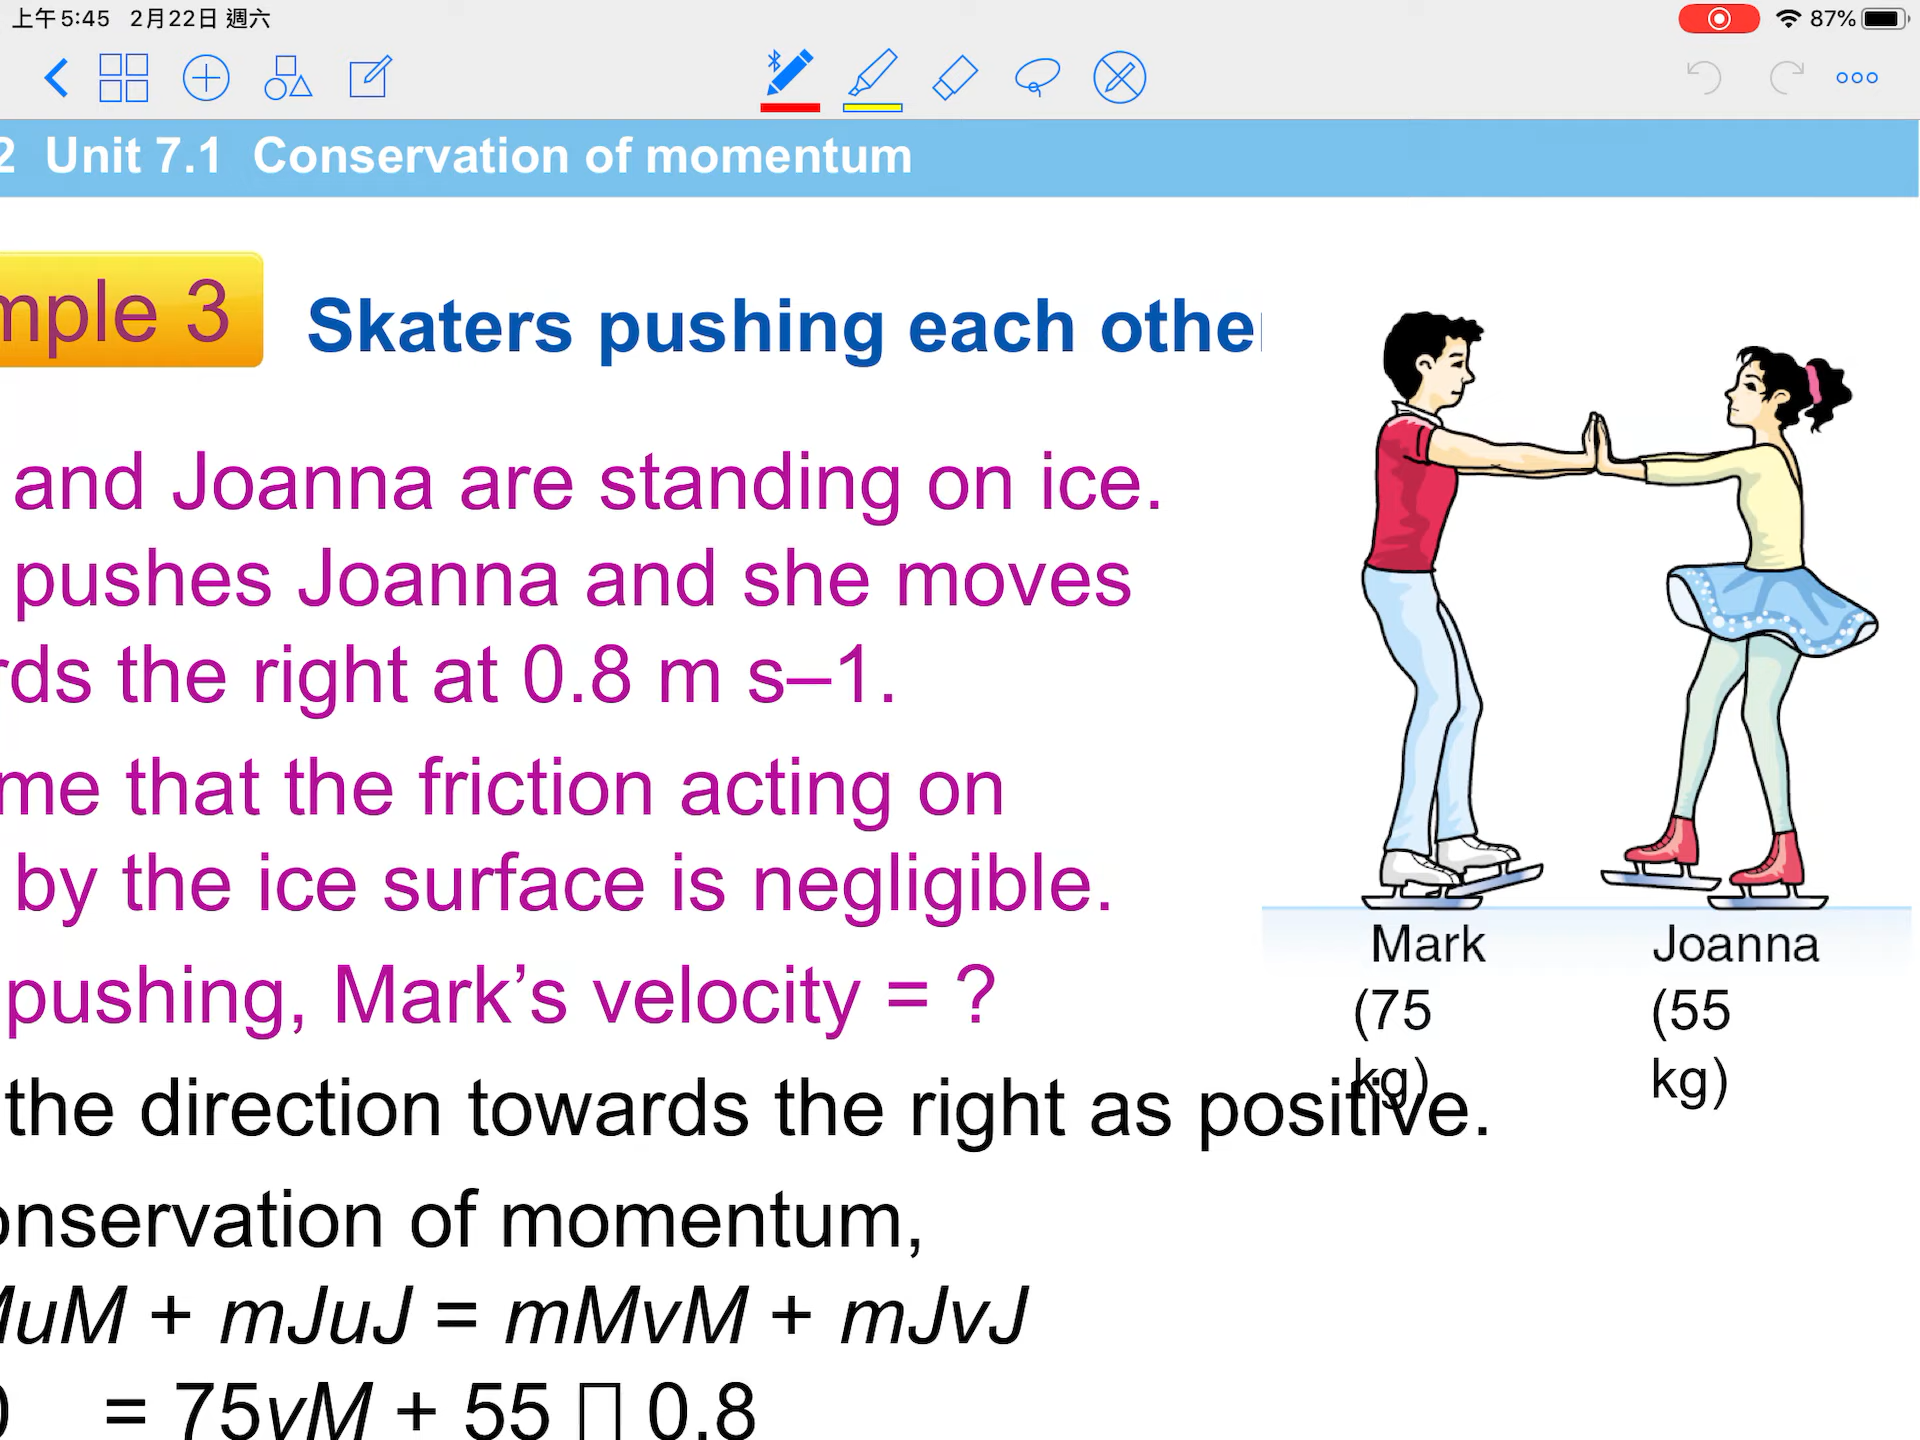 上午5:45 2月22日 週六
87%
2 Unit 7.1 Conservation of momentum
mple 3
Skaters pushing each othe
and Joanna are standing on ice.
pushes Joanna and she moves
rds the right at 0.8 m s–1.
me that the friction acting on
by the ice surface is negligible.
pushing, Mark’s velocity = ?
Mark
(75
kg)
Joanna
(55
kg)
the direction towards the right as positive.
onservation of momentum,
MuM + mJuJ = mMvM + mJvJ
0 = 75vM + 55 0.8